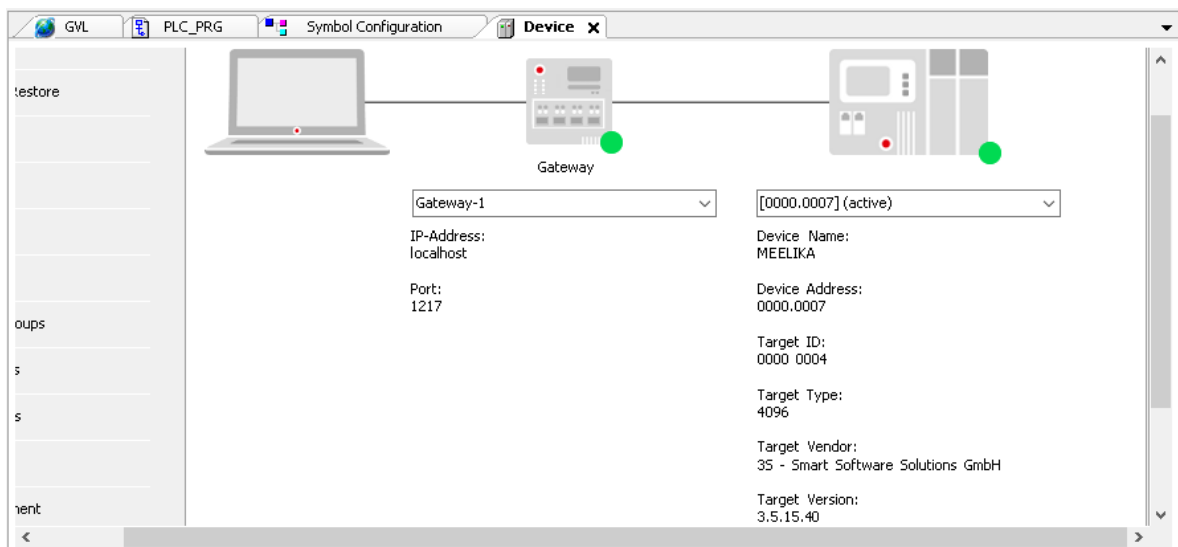 GVL PLC_PRG Symbol Configuration Device x
Restore
Gateway
Gateway-1
IP-Address:
localhost
Port:
1217
[0000.0007] (active)
Device Name:
MEELIKA
Device Address:
0000.0007
Target ID:
0000 0004
Target Type:
4096
Target Vendor:
3S - Smart Software Solutions GmbH
Target Version:
3.5.15.40
oups
s
s
nent